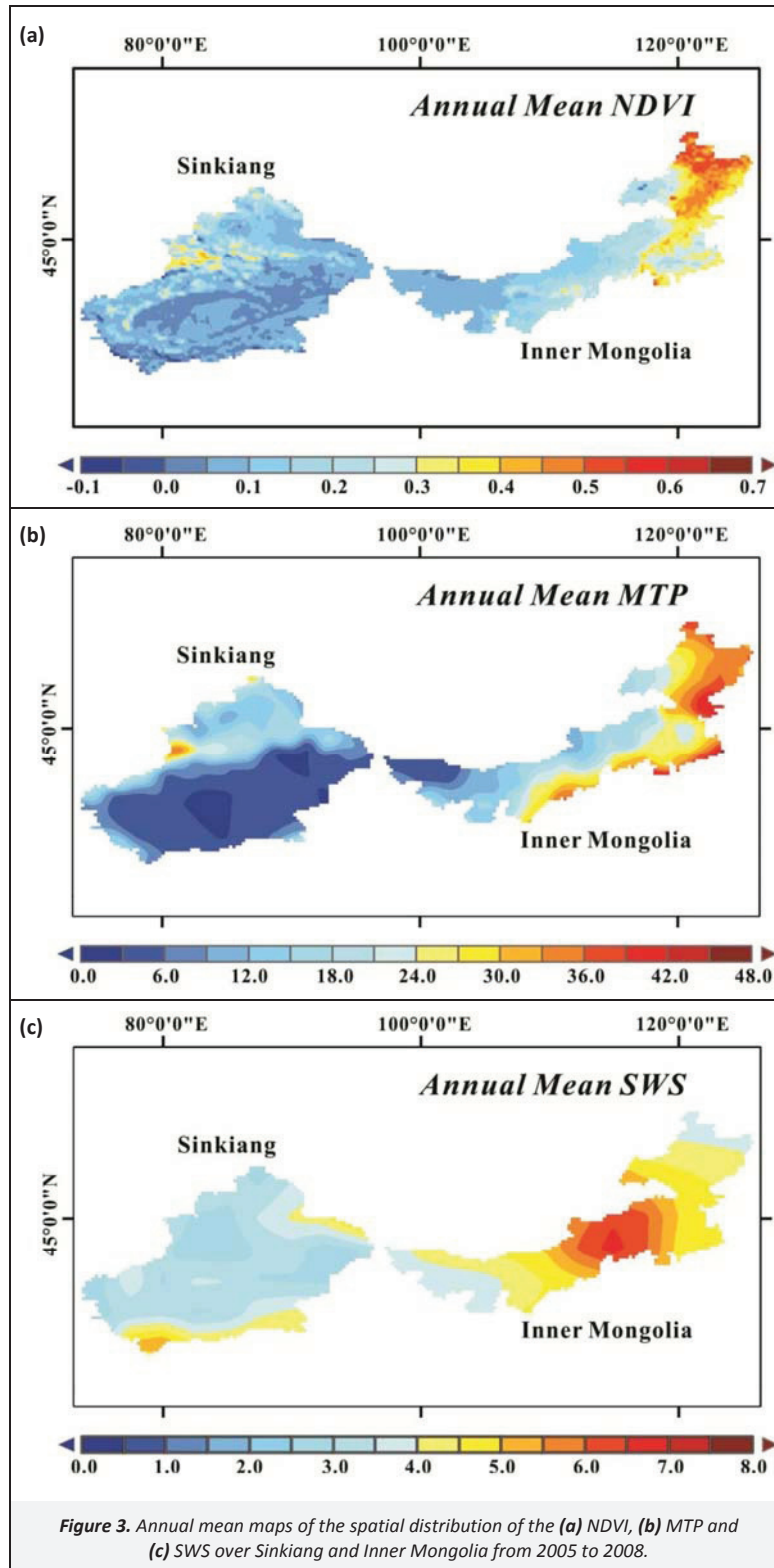 (a)
80°0'0"E 100°0'0"E 120°0'0"E
Annual Mean NDVI
Sinkiang
45°0'0"N
Inner Mongolia
-0.1 0.0 0.1 0.2 0.3 0.4 0.5 0.6 0.7
(b)
80°0'0"E 100°0'0"E 120°0'0"E
Annual Mean MTP
Sinkiang
45°0'0"N
Inner Mongolia
0.0 6.0 12.0 18.0 24.0 30.0 36.0 42.0 48.0
(c)
80°0'0"E 100°0'0"E 120°0'0"E
Annual Mean SWS
Sinkiang
45°0'0"N
Inner Mongolia
0.0 1.0 2.0 3.0 4.0 5.0 6.0 7.0 8.0
Figure 3. Annual mean maps of the spatial distribution of the (a) NDVI, (b) MTP and
(c) SWS over Sinkiang and Inner Mongolia from 2005 to 2008.